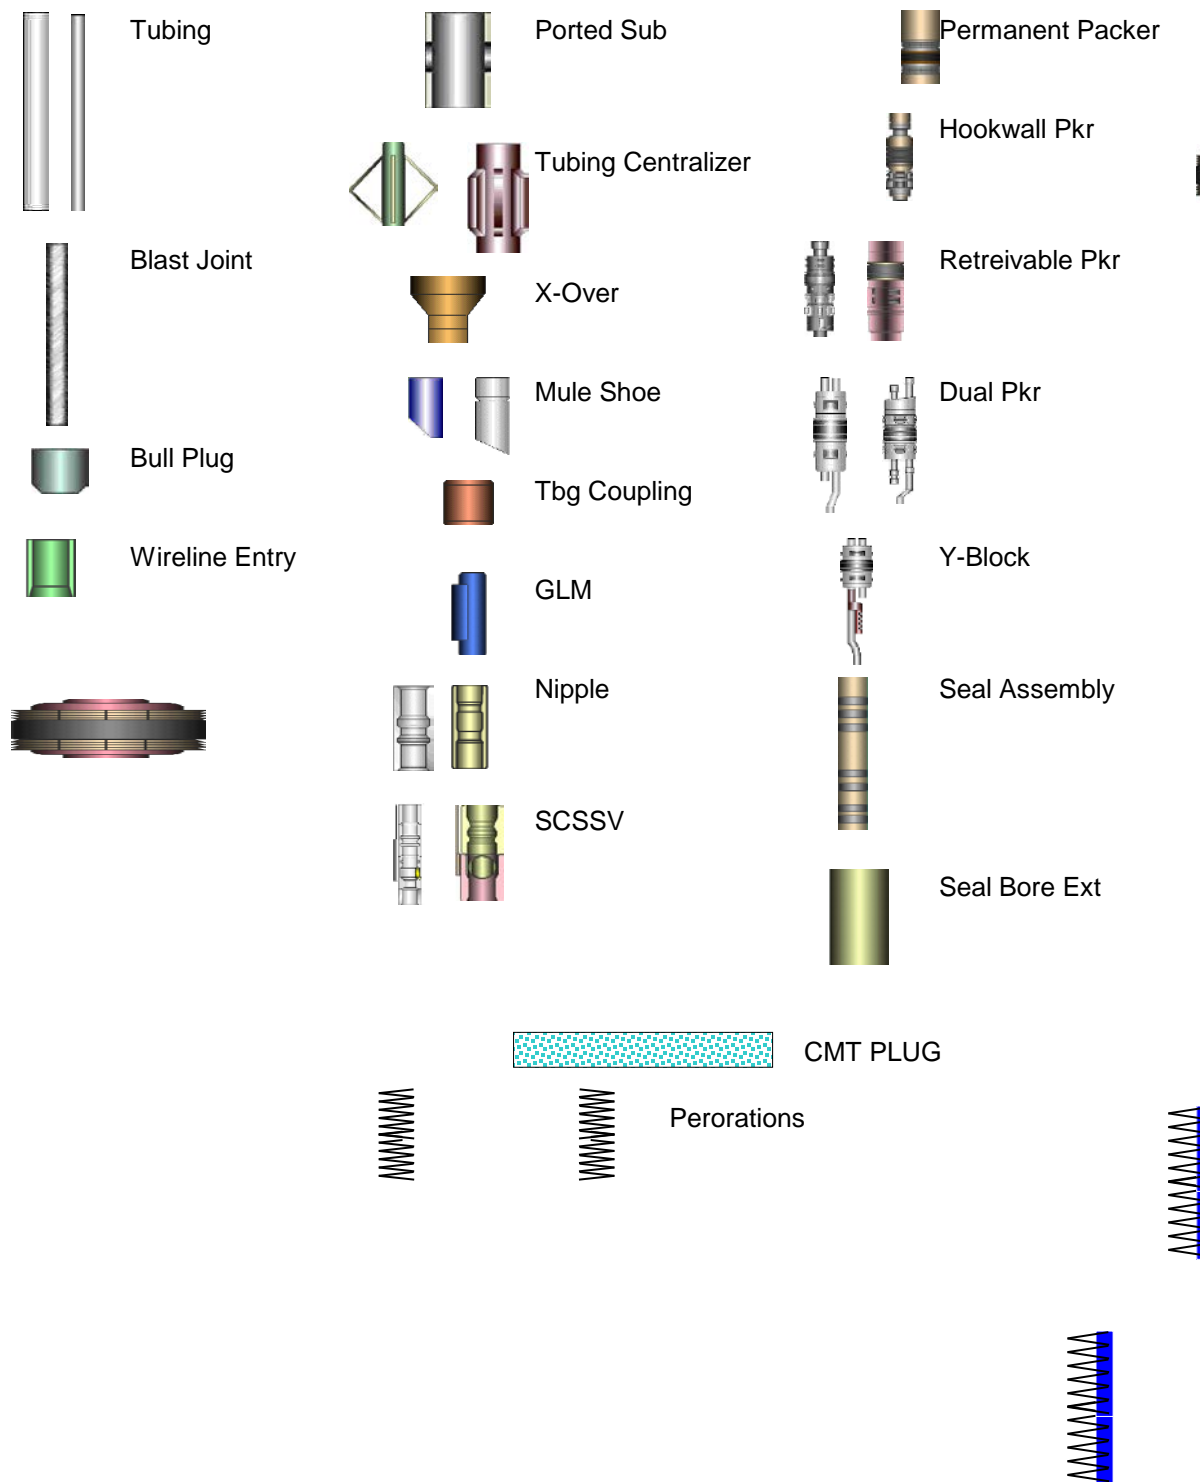 Tubing
Ported Sub
Permanent Packer
Hookwall Pkr
Tubing Centralizer
Blast Joint
Retreivable Pkr
X-Over
Mule Shoe
Dual Pkr
Bull Plug
Tbg Coupling
Wireline Entry
Y-Block
GLM
Nipple
Seal Assembly
SCSSV
Seal Bore Ext
CMT PLUG
Perorations